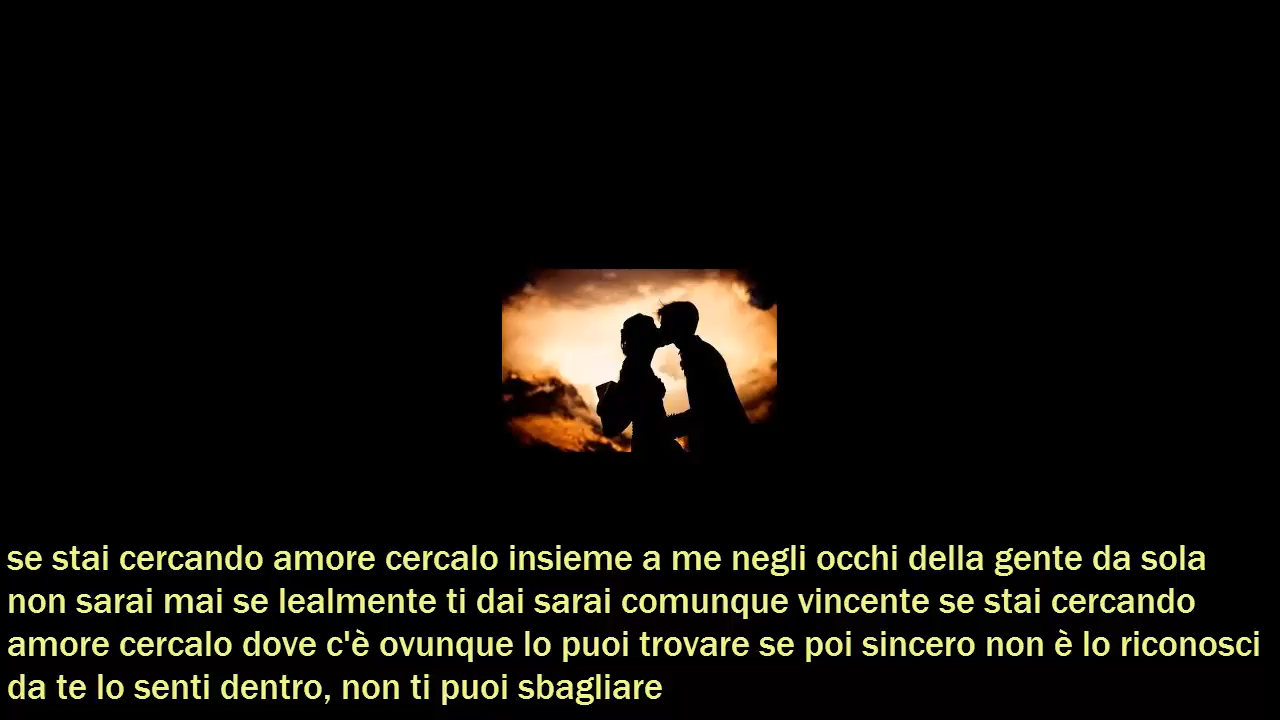 se stai cercando amore cercalo insieme a me negli occhi della gente da sola
non sarai mai se lealmente ti dai sarai comunque vincente se stai cercando
amore cercalo dove c'è ovunque lo puoi trovare se poi sincero non è lo riconosci
da te lo senti dentro, non ti puoi sbagliare